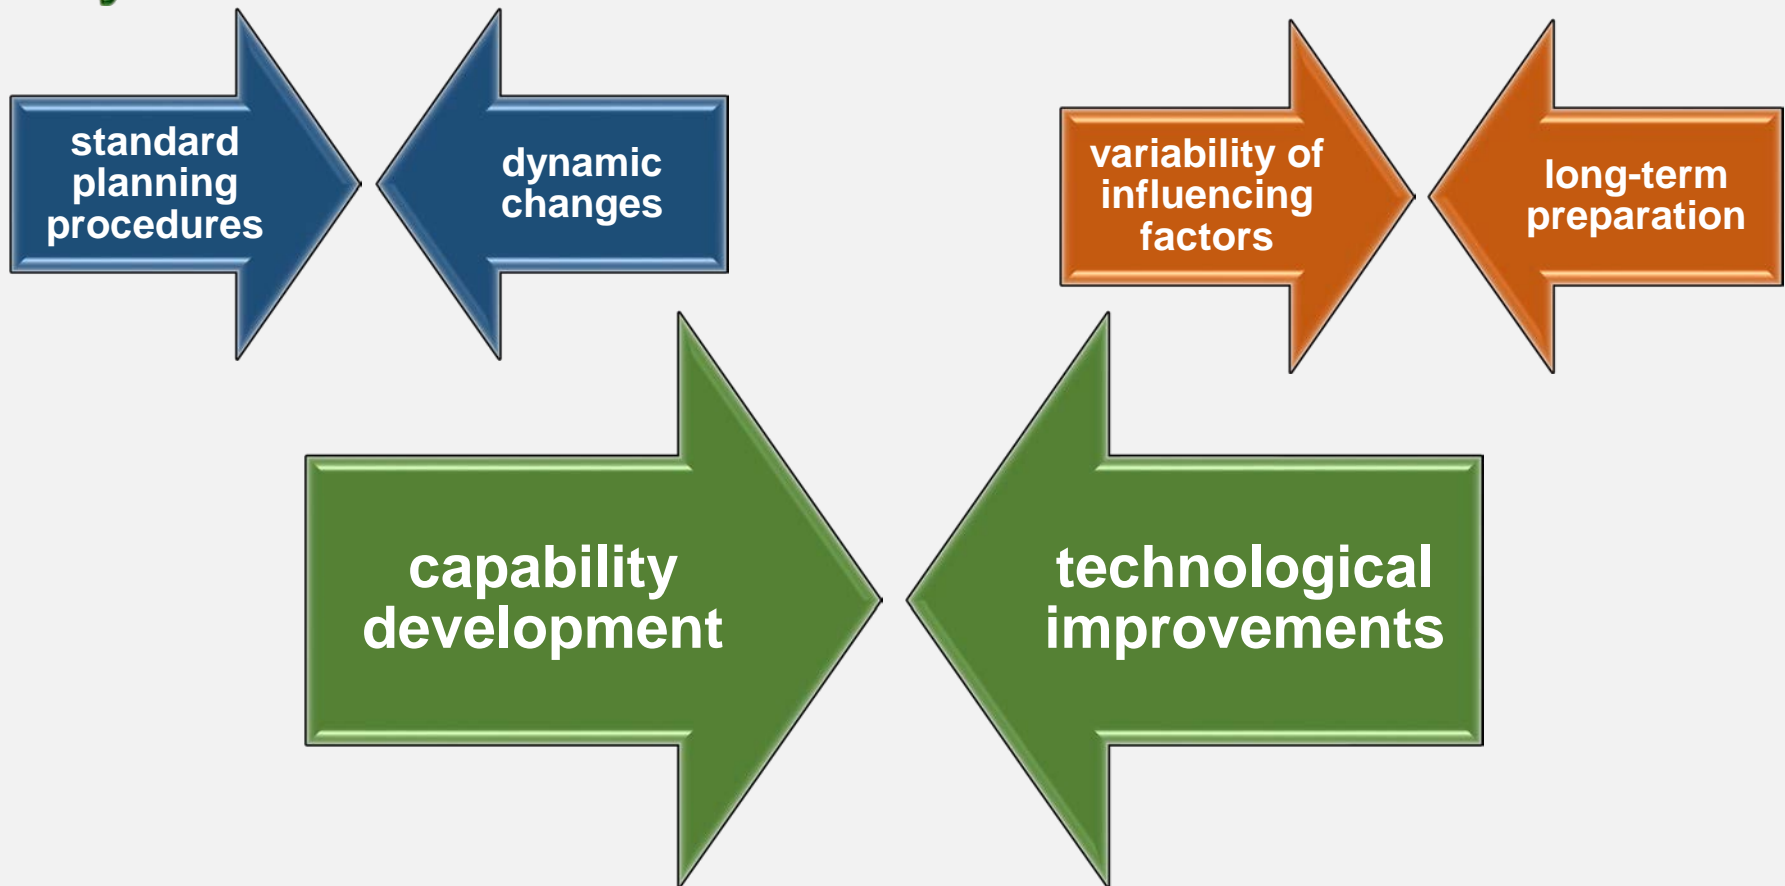 standard
planning
procedures
dynamic
changes
variability of
influencing
factors
long-term
preparation
capability
development
technological
improvements